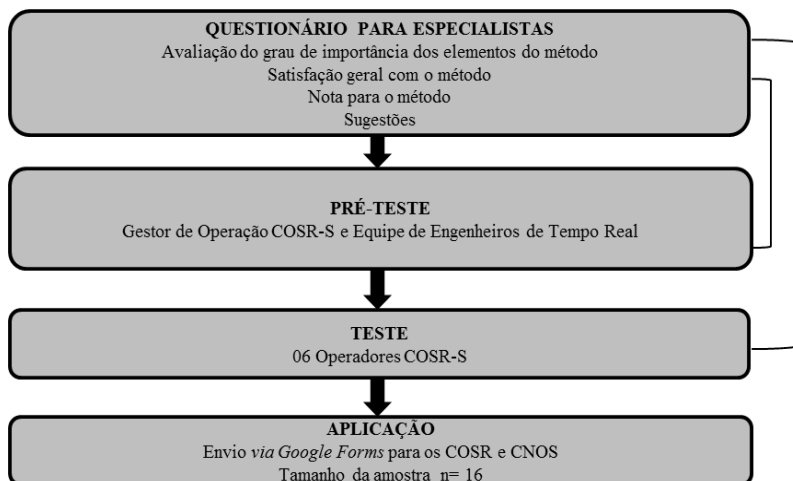 QUESTIONÁRIO PARA ESPECIALISTAS
Avaliação do grau de importância dos elementos do método
Satisfação geral com o método
Nota para o método
Sugestões
PRÉ-TESTE
Gestor de Operação COSR-S e Equipe de Engenheiros de Tempo Real
TESTE
06 Operadores COSR-S
APLICAÇÃO
Envio via Google Forms para os COSR e CNOS
Tamanho da amostra n= 16